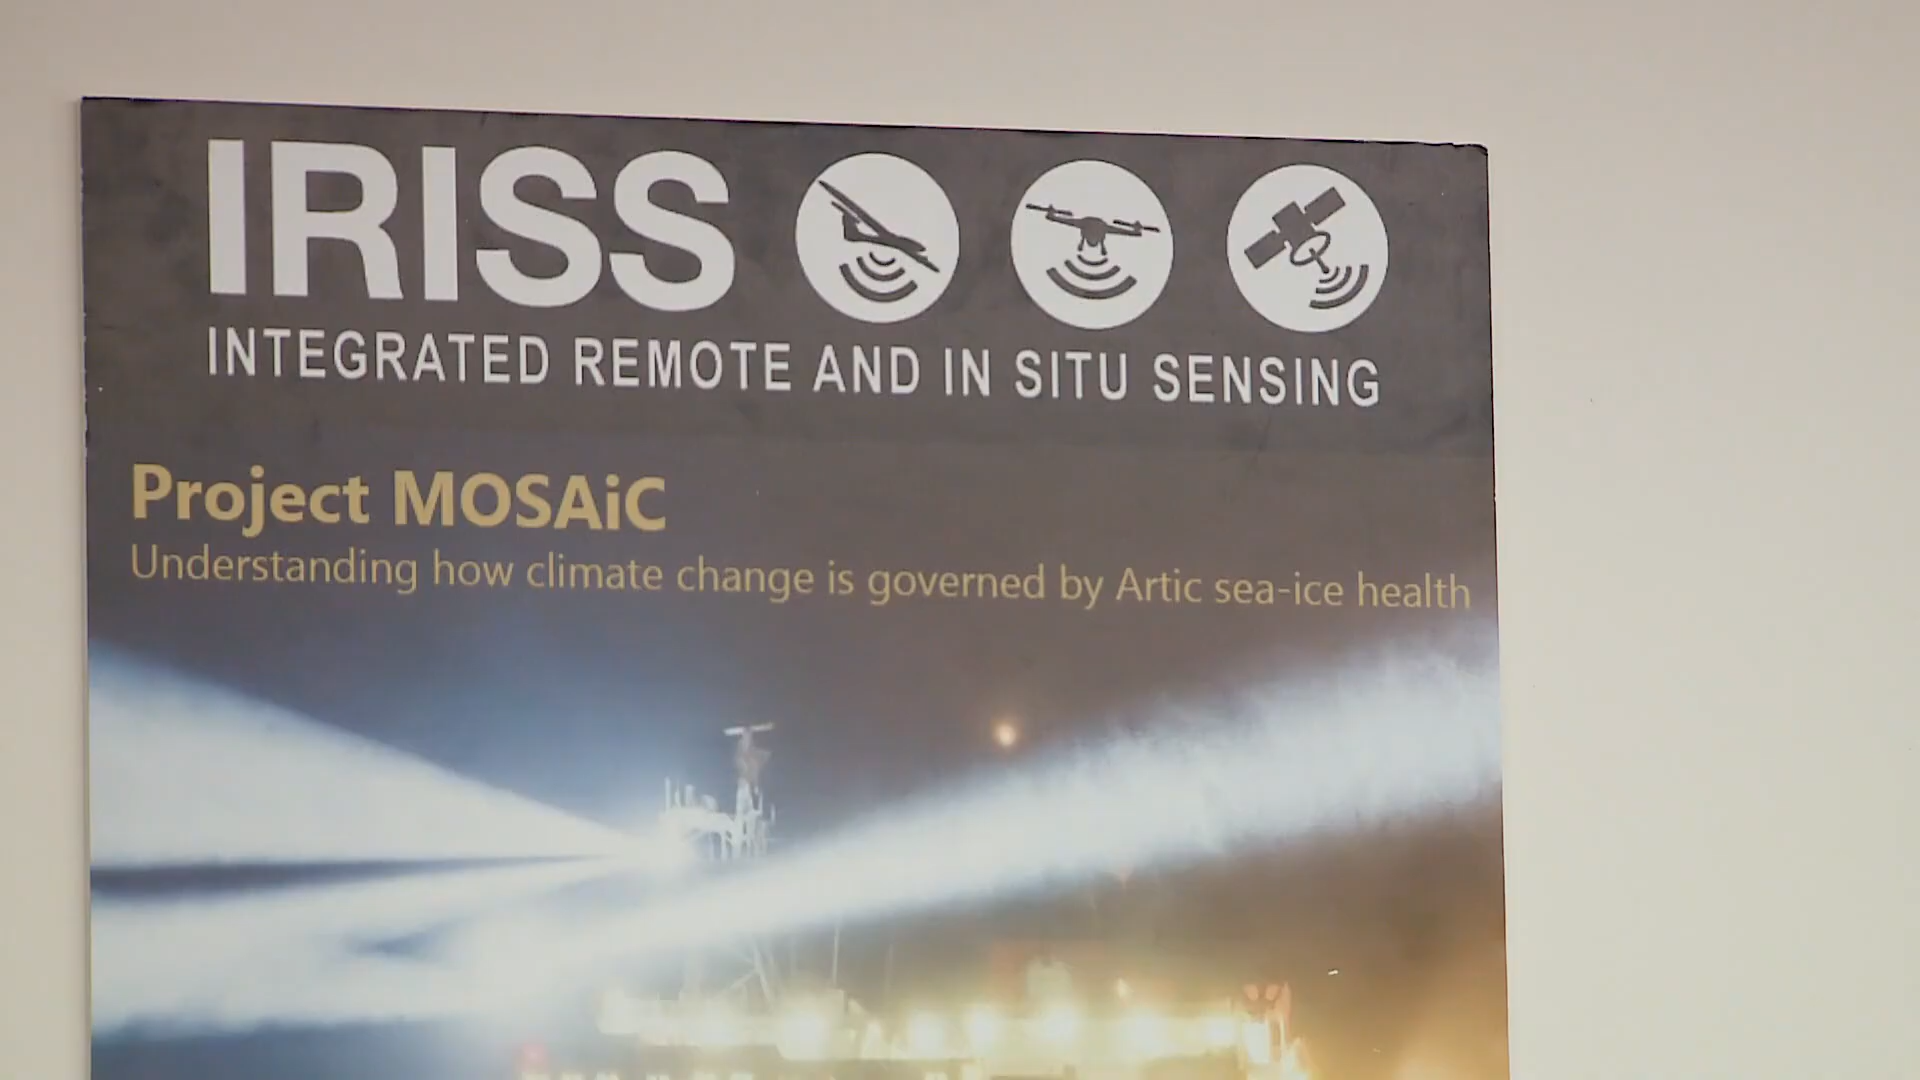 IRISS
INTEGRATED REMOTE AND IN SITU SENSING
Project MOSAiC
Understanding how climate change is governed by Artic sea-ice health